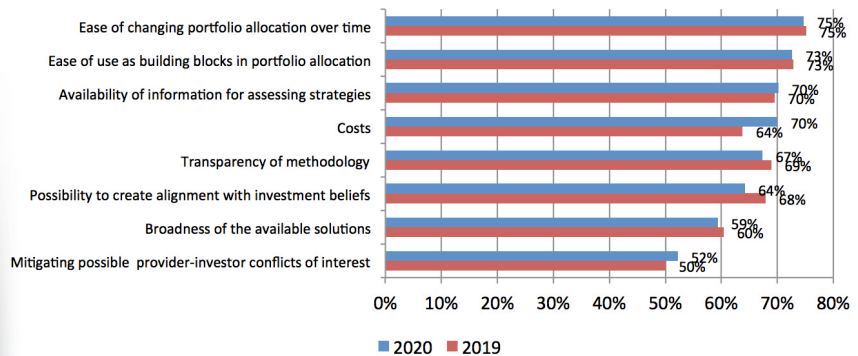 Ease of changing portfolio allocation over time
75%
75%
Ease of use as building blocks in portfolio allocation
73%
73%
Availability of information for assessing strategies
70%
70%
Costs
70%
64%
Transparency of methodology
67%
69%
Possibility to create alignment with investment beliefs
64%
68%
Broadness of the available solutions
59%
60%
Mitigating possible provider-investor conflicts of interest
52%
50%
0% 10% 20% 30% 40% 50% 60% 70% 80%
2020 2019